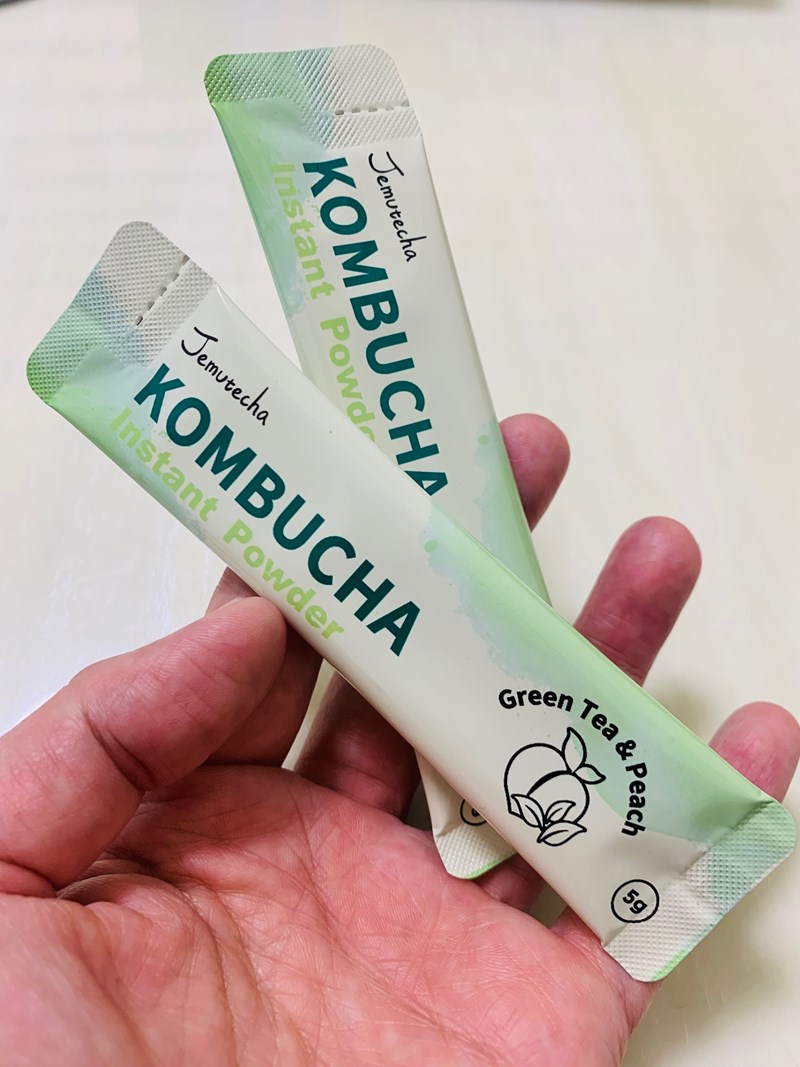 Jemutecha
KOMBUCHA
Instant Powder
Jemutecha
KOMBUCHA
Instant Powder
Green Tea & Peach
5g